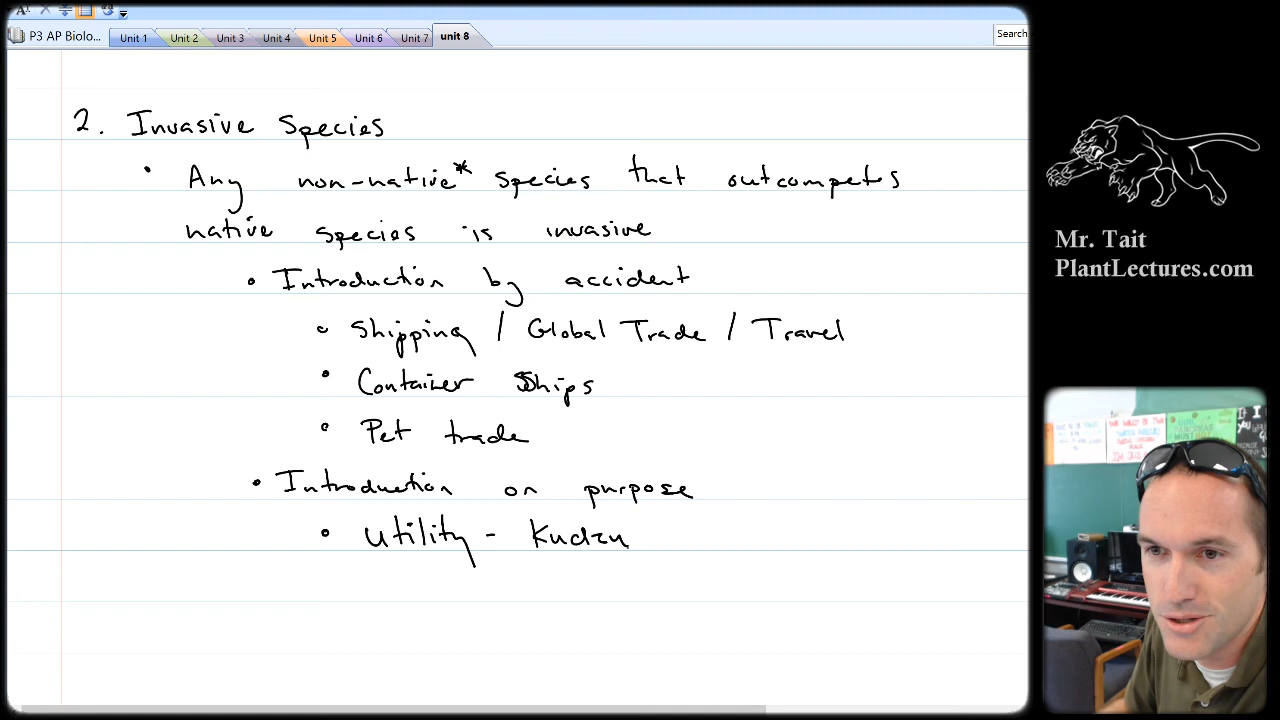 P3 AP Biolo...
Unit 1
Unit 2
Unit 3
Unit 4
Unit 5
Unit 6
Unit 7
unit 8
Search
2. Invasive Species
• Any non-native* species that outcompetes
native species is invasive
• Introduction by accident
• Shipping / Global Trade / Travel
• Container Ships
• Pet trade
• Introduction on purpose
• Utility - Kudzu
Mr. Tait
PlantLectures.com